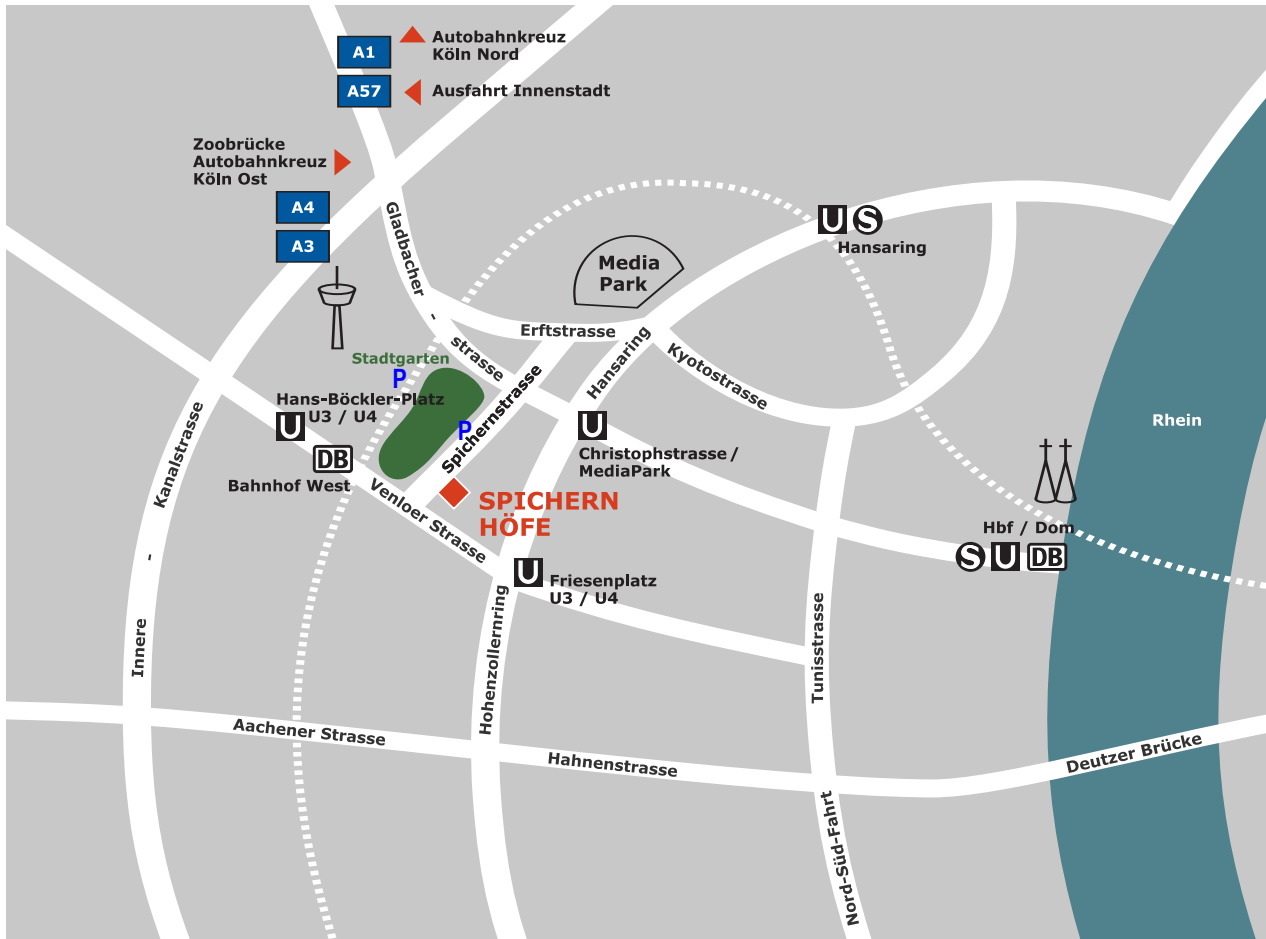 A1
Autobahnkreuz
Köln Nord
A57
Ausfahrt Innenstadt
Zoobrücke
Autobahnkreuz
Köln Ost
A4
A3
Gladbacher
-
strasse
Media
Park
U S
Hansaring
Erftstrasse
Hansaring
Kyotostrasse
Stadtgarten
P
Hans-Böckler-Platz
U3 / U4
U
P
Spichernstrasse
DB
Bahnhof West
Venloer Strasse
SPICHERN
HÖFE
U
Christophstrasse /
MediaPark
Rhein
Hbf / Dom
S U DB
U
Friesenplatz
U3 / U4
Kanalstrasse
-
Innere
Hohenzollernring
Tunisstrasse
Aachener Strasse
Hahnenstrasse
Deutzer Brücke
Nord-Süd-Fahrt